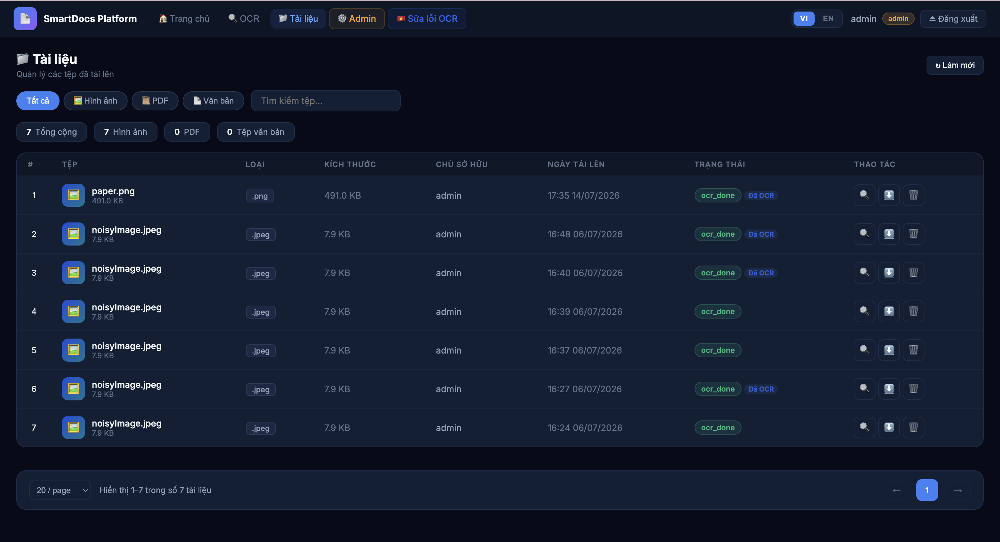 SmartDocs Platform
Trang chủ
OCR
Tài liệu
Admin
Sửa lỗi OCR
VI
EN
admin
admin
Đăng xuất
Tài liệu
Quản lý các tệp đã tải lên
Làm mới
Tất cả
Hình ảnh
PDF
Văn bản
Tìm kiếm tệp...
7 Tổng cộng
7 Hình ảnh
0 PDF
0 Tệp văn bản
# TỆP LOẠI KÍCH THƯỚC CHỦ SỞ HỮU NGÀY TẢI LÊN TRẠNG THÁI THAO TÁC
1 paper.png .png 491.0 KB admin 17:35 14/07/2026 ocr_done Đã OCR
491.0 KB
2 noisyImage.jpeg .jpeg 7.9 KB admin 16:48 06/07/2026 ocr_done Đã OCR
7.9 KB
3 noisyImage.jpeg .jpeg 7.9 KB admin 16:40 06/07/2026 ocr_done Đã OCR
7.9 KB
4 noisyImage.jpeg .jpeg 7.9 KB admin 16:39 06/07/2026 ocr_done
7.9 KB
5 noisyImage.jpeg .jpeg 7.9 KB admin 16:37 06/07/2026 ocr_done
7.9 KB
6 noisyImage.jpeg .jpeg 7.9 KB admin 16:27 06/07/2026 ocr_done Đã OCR
7.9 KB
7 noisyImage.jpeg .jpeg 7.9 KB admin 16:24 06/07/2026 ocr_done
7.9 KB
20 / page
Hiển thị 1–7 trong số 7 tài liệu
← 1 →